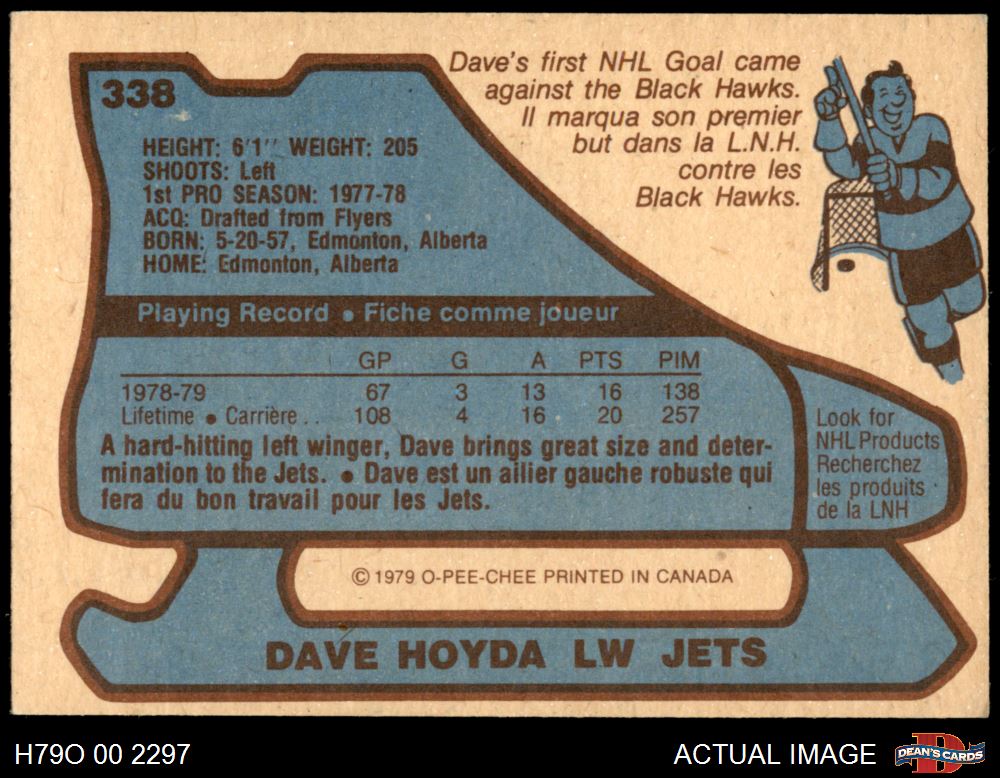 338
Dave's first NHL Goal came
against the Black Hawks.
Il marqua son premier
but dans la L.N.H.
contre les
Black Hawks.
HEIGHT: 6'1'' WEIGHT: 205
SHOOTS: Left
1st PRO SEASON: 1977-78
ACQ: Drafted from Flyers
BORN: 5-20-57, Edmonton, Alberta
HOME: Edmonton, Alberta
Playing Record • Fiche comme joueur
GP G A PTS PIM
1978-79 67 3 13 16 138
Lifetime • Carrière.. 108 4 16 20 257
A hard-hitting left winger, Dave brings great size and deter-
mination to the Jets. • Dave est un ailier gauche robuste qui
fera du bon travail pour les Jets.
Look for
NHL Products
Recherchez
les produits
de la LNH
© 1979 O-PEE-CHEE PRINTED IN CANADA
DAVE HOYDA LW JETS
H79O 00 2297
ACTUAL IMAGE
DEAN'S CARDS